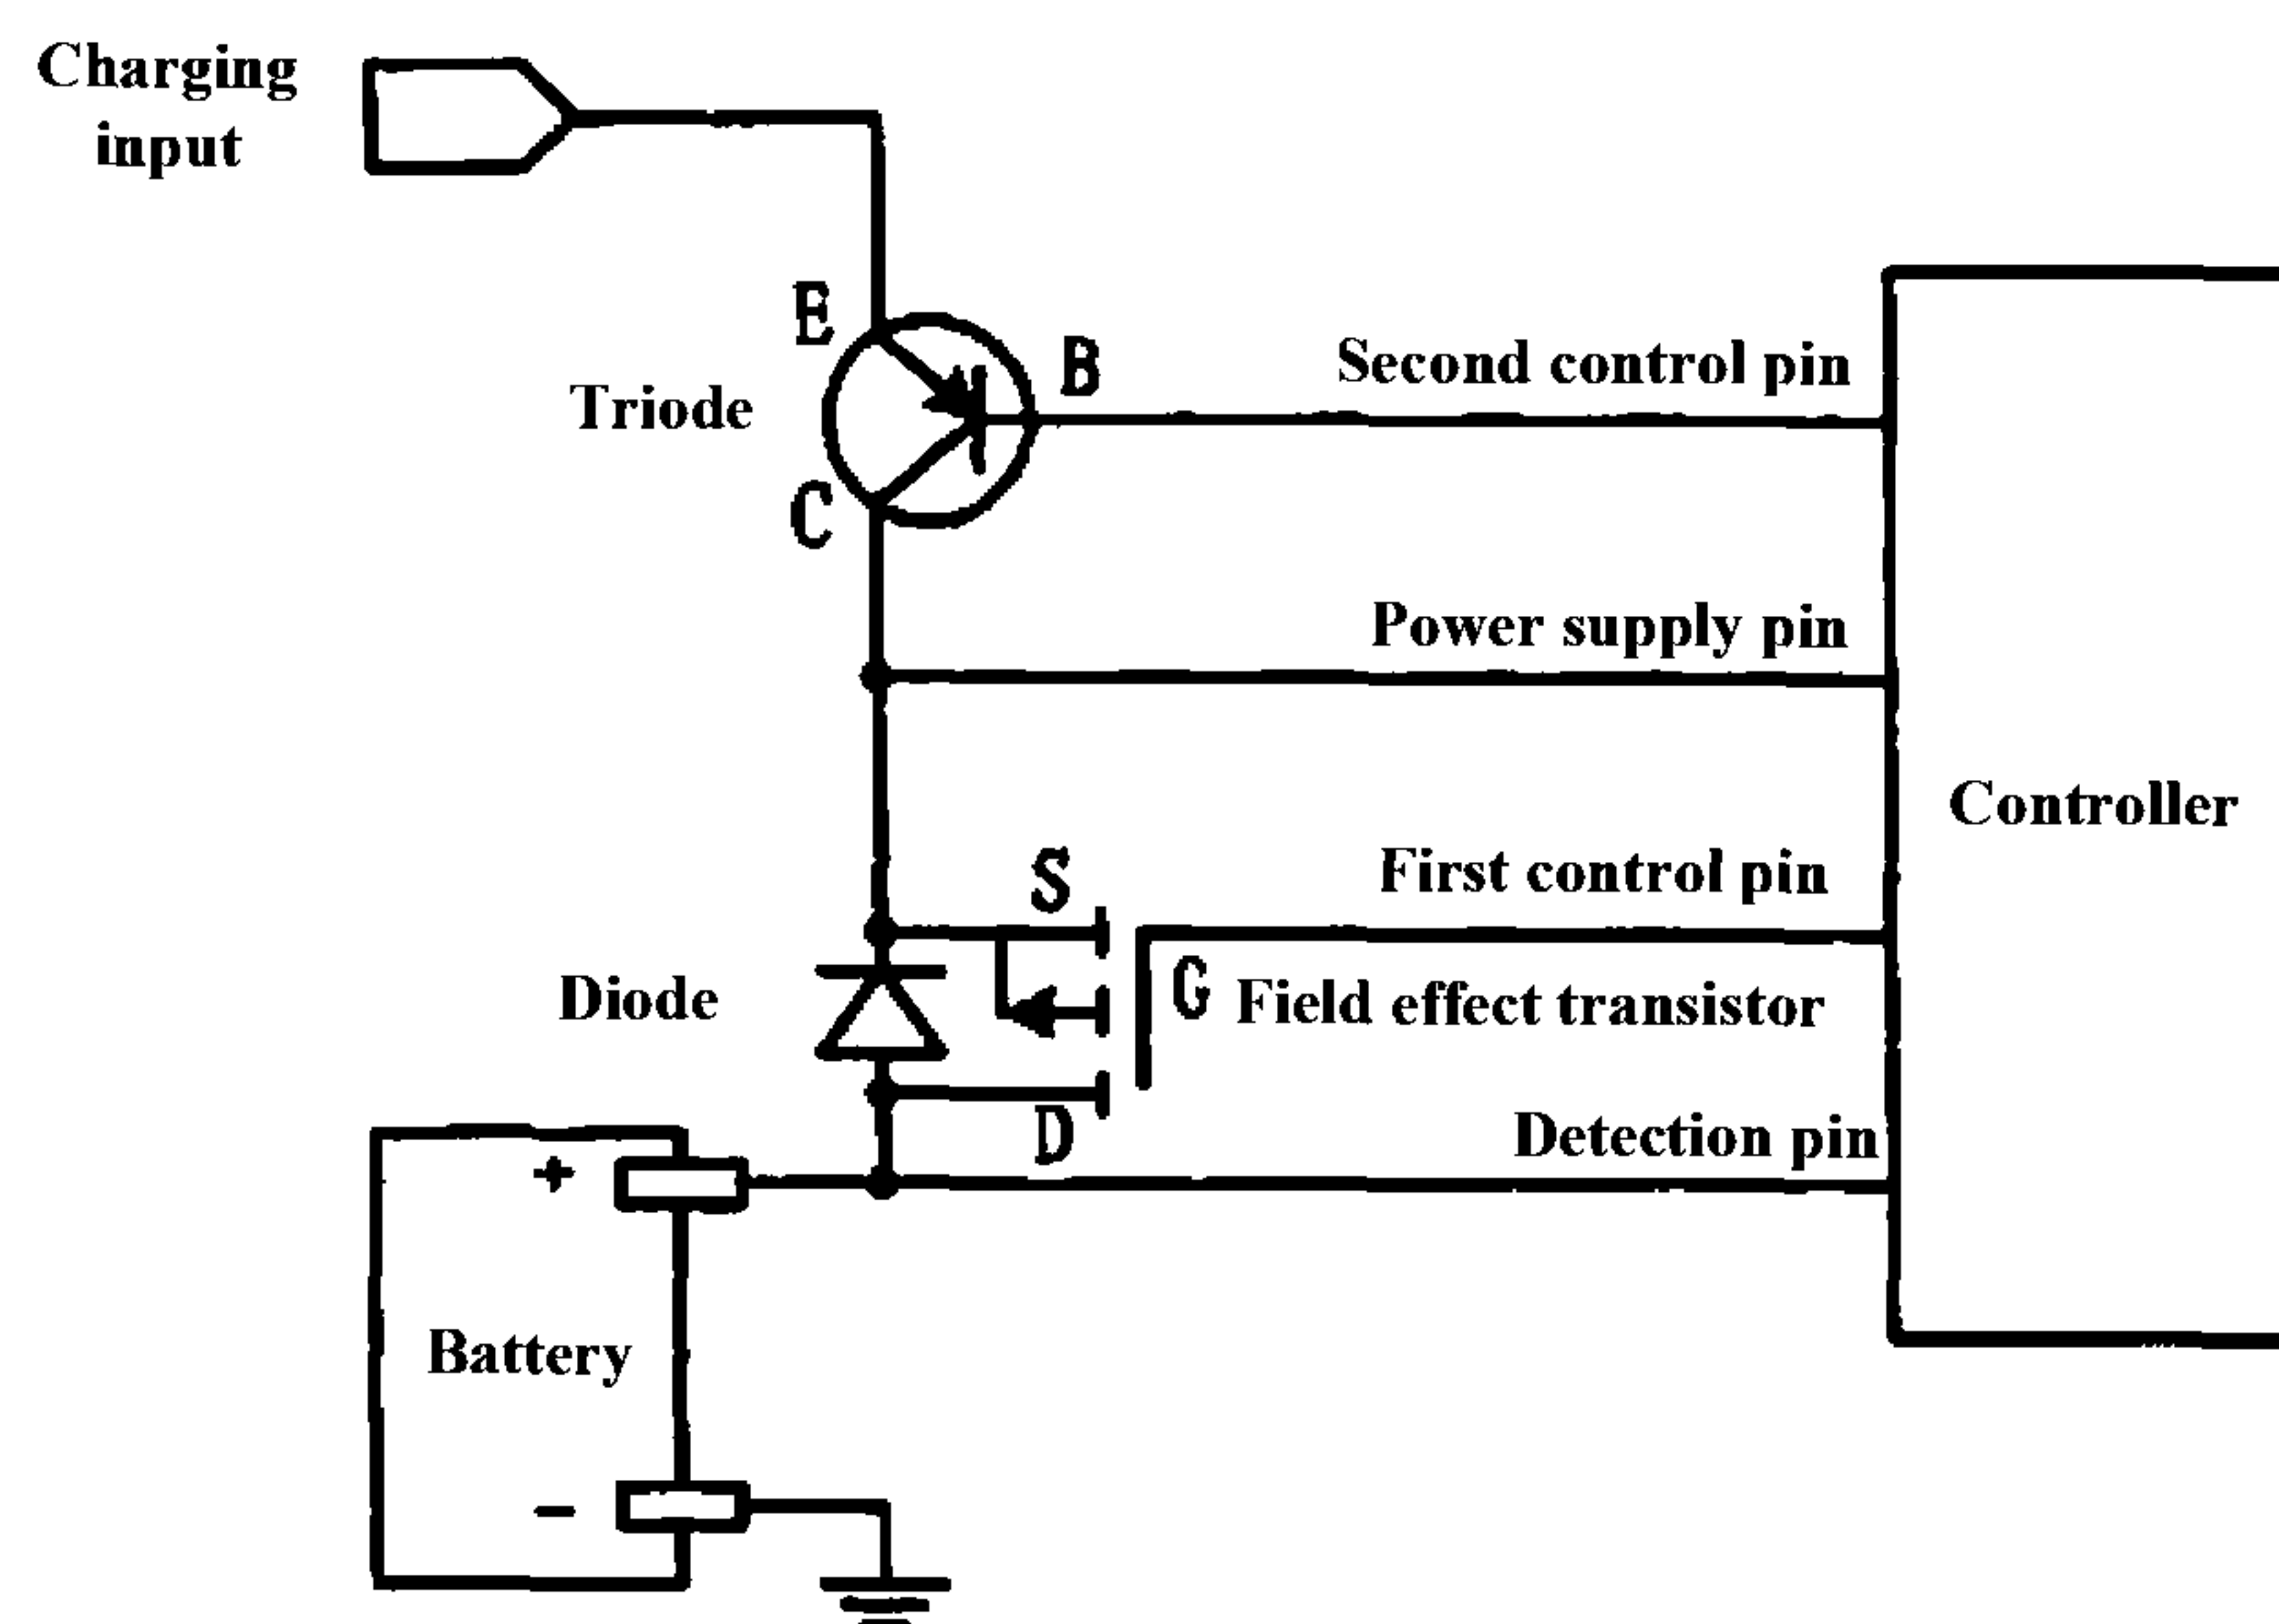 Charging
input
E
B
Second control pin
Triode
C
Power supply pin
Controller
S
First control pin
G
Diode
Field effect transistor
D
Detection pin
+
Battery
-